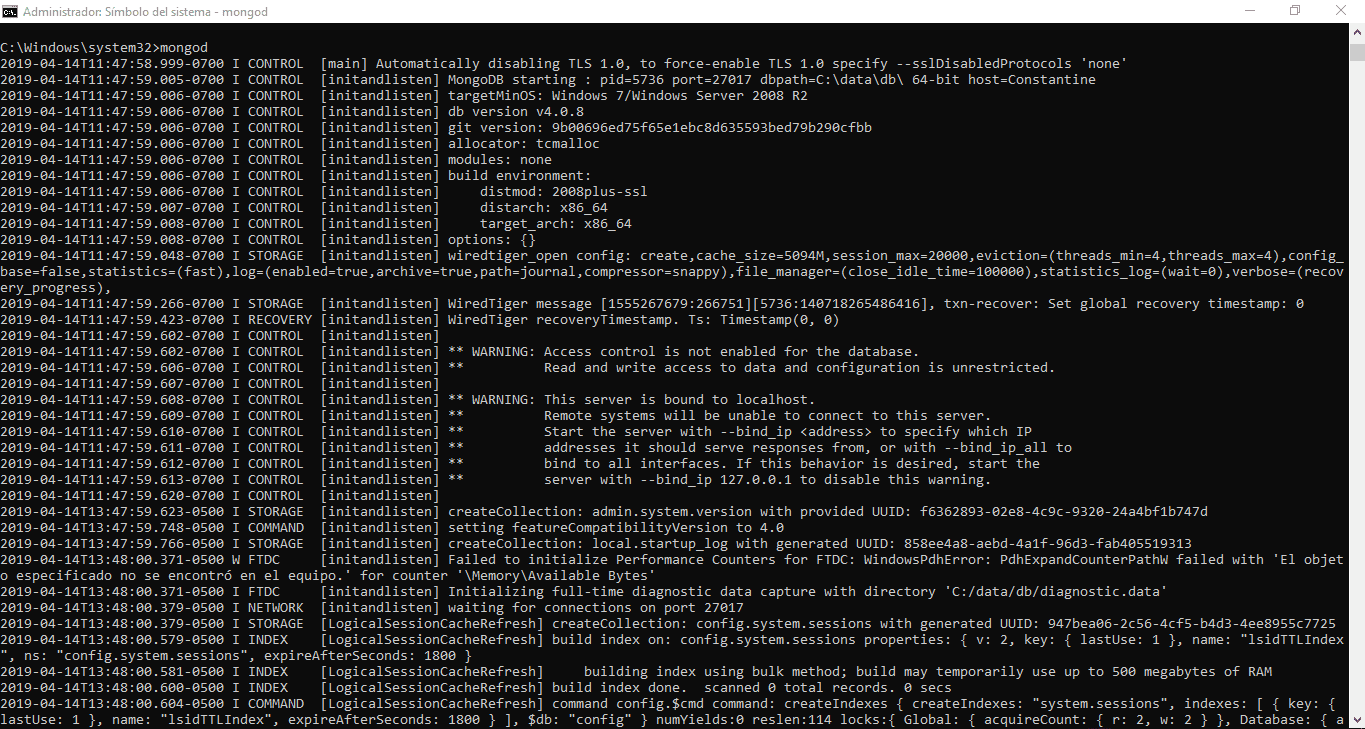 Administrador: Símbolo del sistema - mongod
C:\Windows\system32>mongod
2019-04-14T11:47:58.999-0700 I CONTROL  [main] Automatically disabling TLS 1.0, to force-enable TLS 1.0 specify --sslDisabledProtocols 'none'
2019-04-14T11:47:59.005-0700 I CONTROL  [initandlisten] MongoDB starting : pid=5736 port=27017 dbpath=C:\data\db\ 64-bit host=Constantine
2019-04-14T11:47:59.006-0700 I CONTROL  [initandlisten] targetMinOS: Windows 7/Windows Server 2008 R2
2019-04-14T11:47:59.006-0700 I CONTROL  [initandlisten] db version v4.0.8
2019-04-14T11:47:59.006-0700 I CONTROL  [initandlisten] git version: 9b00696ed75f65e1ebc8d635593bed79b290cfbb
2019-04-14T11:47:59.006-0700 I CONTROL  [initandlisten] allocator: tcmalloc
2019-04-14T11:47:59.006-0700 I CONTROL  [initandlisten] modules: none
2019-04-14T11:47:59.006-0700 I CONTROL  [initandlisten] build environment:
2019-04-14T11:47:59.006-0700 I CONTROL  [initandlisten]     distmod: 2008plus-ssl
2019-04-14T11:47:59.007-0700 I CONTROL  [initandlisten]     distarch: x86_64
2019-04-14T11:47:59.008-0700 I CONTROL  [initandlisten]     target_arch: x86_64
2019-04-14T11:47:59.008-0700 I CONTROL  [initandlisten] options: {}
2019-04-14T11:47:59.048-0700 I STORAGE  [initandlisten] wiredtiger_open config: create,cache_size=5094M,session_max=20000,eviction=(threads_min=4,threads_max=4),config_
base=false,statistics=(fast),log=(enabled=true,archive=true,path=journal,compressor=snappy),file_manager=(close_idle_time=100000),statistics_log=(wait=0),verbose=(recov
ery_progress),
2019-04-14T11:47:59.266-0700 I STORAGE  [initandlisten] WiredTiger message [1555267679:266751][5736:140718265486416], txn-recover: Set global recovery timestamp: 0
2019-04-14T11:47:59.423-0700 I RECOVERY [initandlisten] WiredTiger recoveryTimestamp. Ts: Timestamp(0, 0)
2019-04-14T11:47:59.602-0700 I CONTROL  [initandlisten]
2019-04-14T11:47:59.602-0700 I CONTROL  [initandlisten] ** WARNING: Access control is not enabled for the database.
2019-04-14T11:47:59.606-0700 I CONTROL  [initandlisten] **          Read and write access to data and configuration is unrestricted.
2019-04-14T11:47:59.607-0700 I CONTROL  [initandlisten]
2019-04-14T11:47:59.608-0700 I CONTROL  [initandlisten] ** WARNING: This server is bound to localhost.
2019-04-14T11:47:59.609-0700 I CONTROL  [initandlisten] **          Remote systems will be unable to connect to this server.
2019-04-14T11:47:59.610-0700 I CONTROL  [initandlisten] **          Start the server with --bind_ip <address> to specify which IP
2019-04-14T11:47:59.611-0700 I CONTROL  [initandlisten] **          addresses it should serve responses from, or with --bind_ip_all to
2019-04-14T11:47:59.612-0700 I CONTROL  [initandlisten] **          bind to all interfaces. If this behavior is desired, start the
2019-04-14T11:47:59.613-0700 I CONTROL  [initandlisten] **          server with --bind_ip 127.0.0.1 to disable this warning.
2019-04-14T11:47:59.620-0700 I CONTROL  [initandlisten]
2019-04-14T13:47:59.623-0500 I STORAGE  [initandlisten] createCollection: admin.system.version with provided UUID: f6362893-02e8-4c9c-9320-24a4bf1b747d
2019-04-14T13:47:59.748-0500 I COMMAND  [initandlisten] setting featureCompatibilityVersion to 4.0
2019-04-14T13:47:59.766-0500 I STORAGE  [initandlisten] createCollection: local.startup_log with generated UUID: 858ee4a8-aebd-4a1f-96d3-fab405519313
2019-04-14T13:48:00.371-0500 W FTDC     [initandlisten] Failed to initialize Performance Counters for FTDC: WindowsPdhError: PdhExpandCounterPathW failed with 'El objet
o especificado no se encontró en el equipo.' for counter '\Memory\Available Bytes'
2019-04-14T13:48:00.371-0500 I FTDC     [initandlisten] Initializing full-time diagnostic data capture with directory 'C:/data/db/diagnostic.data'
2019-04-14T13:48:00.379-0500 I NETWORK  [initandlisten] waiting for connections on port 27017
2019-04-14T13:48:00.379-0500 I STORAGE  [LogicalSessionCacheRefresh] createCollection: config.system.sessions with generated UUID: 947bea06-2c56-4cf5-b4d3-4ee8955c7725
2019-04-14T13:48:00.579-0500 I INDEX    [LogicalSessionCacheRefresh] build index on: config.system.sessions properties: { v: 2, key: { lastUse: 1 }, name: "lsidTTLIndex
", ns: "config.system.sessions", expireAfterSeconds: 1800 }
2019-04-14T13:48:00.581-0500 I INDEX    [LogicalSessionCacheRefresh]     building index using bulk method; build may temporarily use up to 500 megabytes of RAM
2019-04-14T13:48:00.600-0500 I INDEX    [LogicalSessionCacheRefresh] build index done.  scanned 0 total records. 0 secs
2019-04-14T13:48:00.604-0500 I COMMAND  [LogicalSessionCacheRefresh] command config.$cmd command: createIndexes { createIndexes: "system.sessions", indexes: [ { key: {
lastUse: 1 }, name: "lsidTTLIndex", expireAfterSeconds: 1800 } ], $db: "config" } numYields:0 reslen:114 locks:{ Global: { acquireCount: { r: 2, w: 2 } }, Database: { a